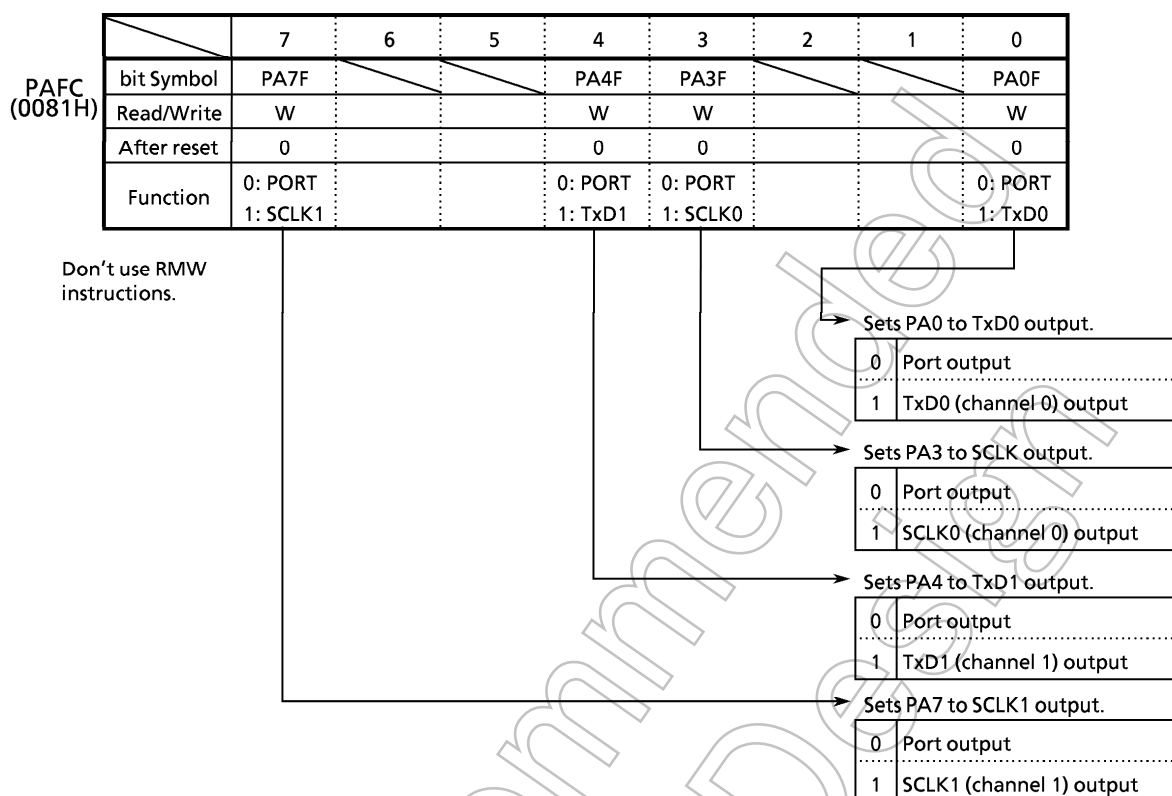 7 6 5 4 3 2 1 0
PAFC
(0081H)
bit Symbol PA7F PA4F PA3F PA0F
Read/Write W W W W
After reset 0 0 0 0
Function
0: PORT 0: PORT 0: PORT 0: PORT
1: SCLK1 1: TxD1 1: SCLK0 1: TxD0
Don't use RMW
instructions.
Sets PA0 to TxD0 output.
0 Port output
1 TxD0 (channel 0) output
Sets PA3 to SCLK output.
0 Port output
1 SCLK0 (channel 0) output
Sets PA4 to TxD1 output.
0 Port output
1 TxD1 (channel 1) output
Sets PA7 to SCLK1 output.
0 Port output
1 SCLK1 (channel 1) output
ommended
Design